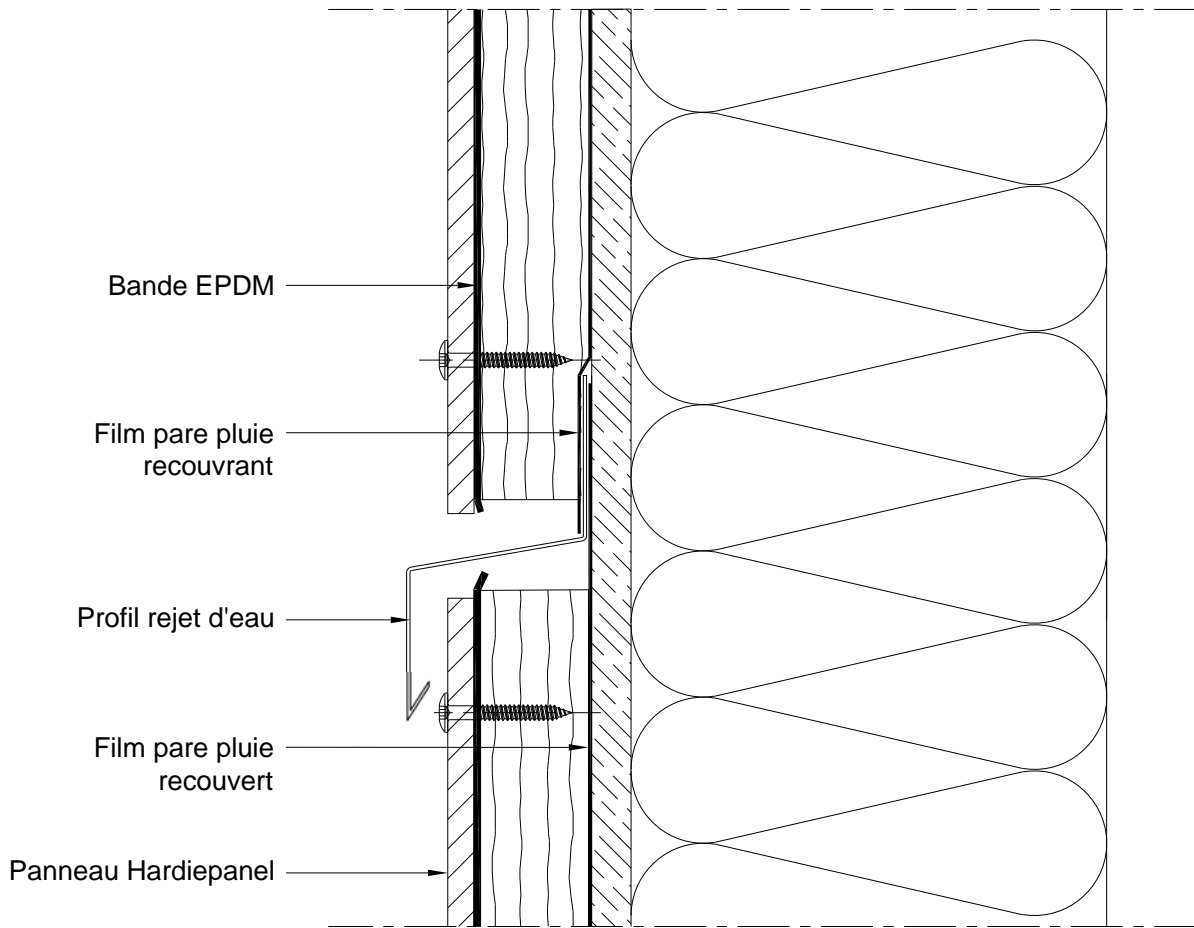 Bande EPDM
Film pare pluie
recouvrant
Profil rejet d'eau
Film pare pluie
recouvert
Panneau Hardiepanel